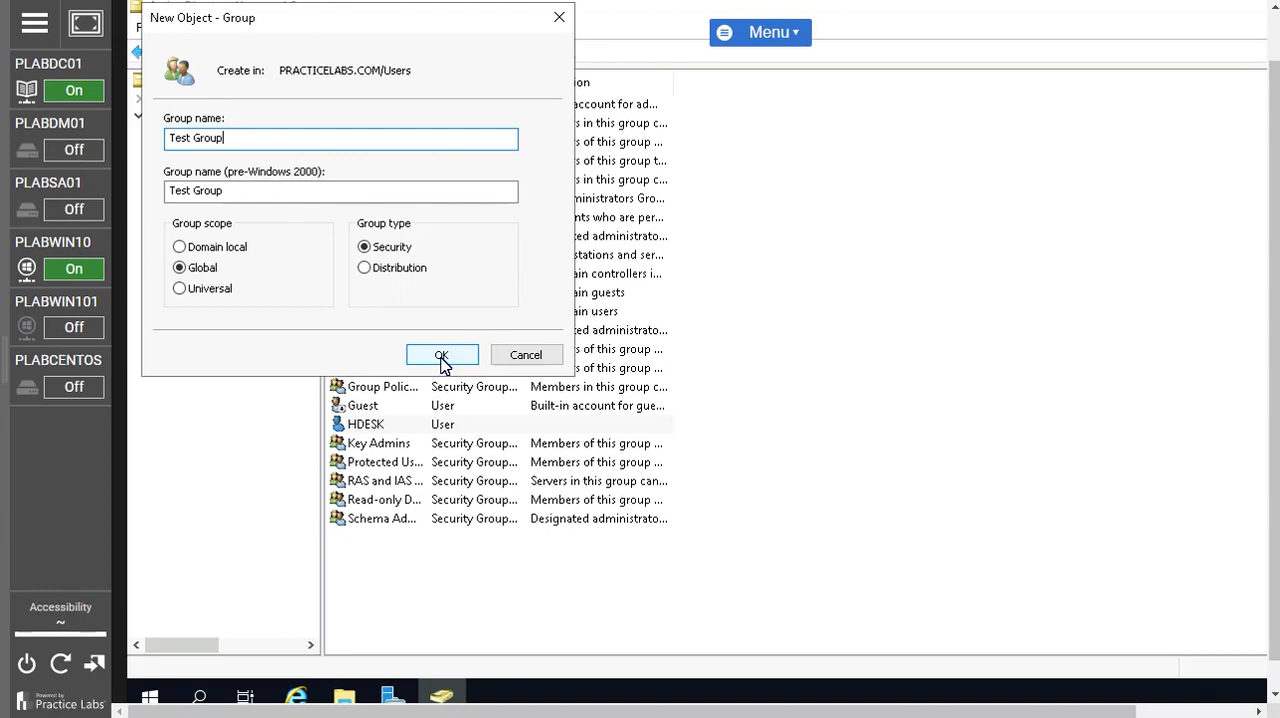 New Object - Group
Menu
PLABDC01
On
PLABDM01
Off
PLABSA01
Off
PLABWIN10
On
PLABWIN101
Off
PLABCENTOS
Off
Accessibility
~
Powered by
Practice Labs
Create in: PRACTICELABS.COM/Users
Group name:
Test Group
Group name (pre-Windows 2000):
Test Group
Group scope
Domain local
Global
Universal
Group type
Security
Distribution
OK
Cancel
ion
account for ad...
s in this group c...
s of this group ...
s of this group t...
s in this group c...
dministrators Gro...
nts who are per...
ated administrato...
stations and ser...
ain controllers i...
ain guests
ain users
ated administrato...
s of this group ...
s of this group ...
Group Polic... Security Group... Members in this group c...
Guest User Built-in account for gue...
HDESK User
Key Admins Security Group... Members of this group ...
Protected Us... Security Group... Members of this group ...
RAS and IAS ... Security Group... Servers in this group can...
Read-only D... Security Group... Members of this group ...
Schema Ad... Security Group... Designated administrato...